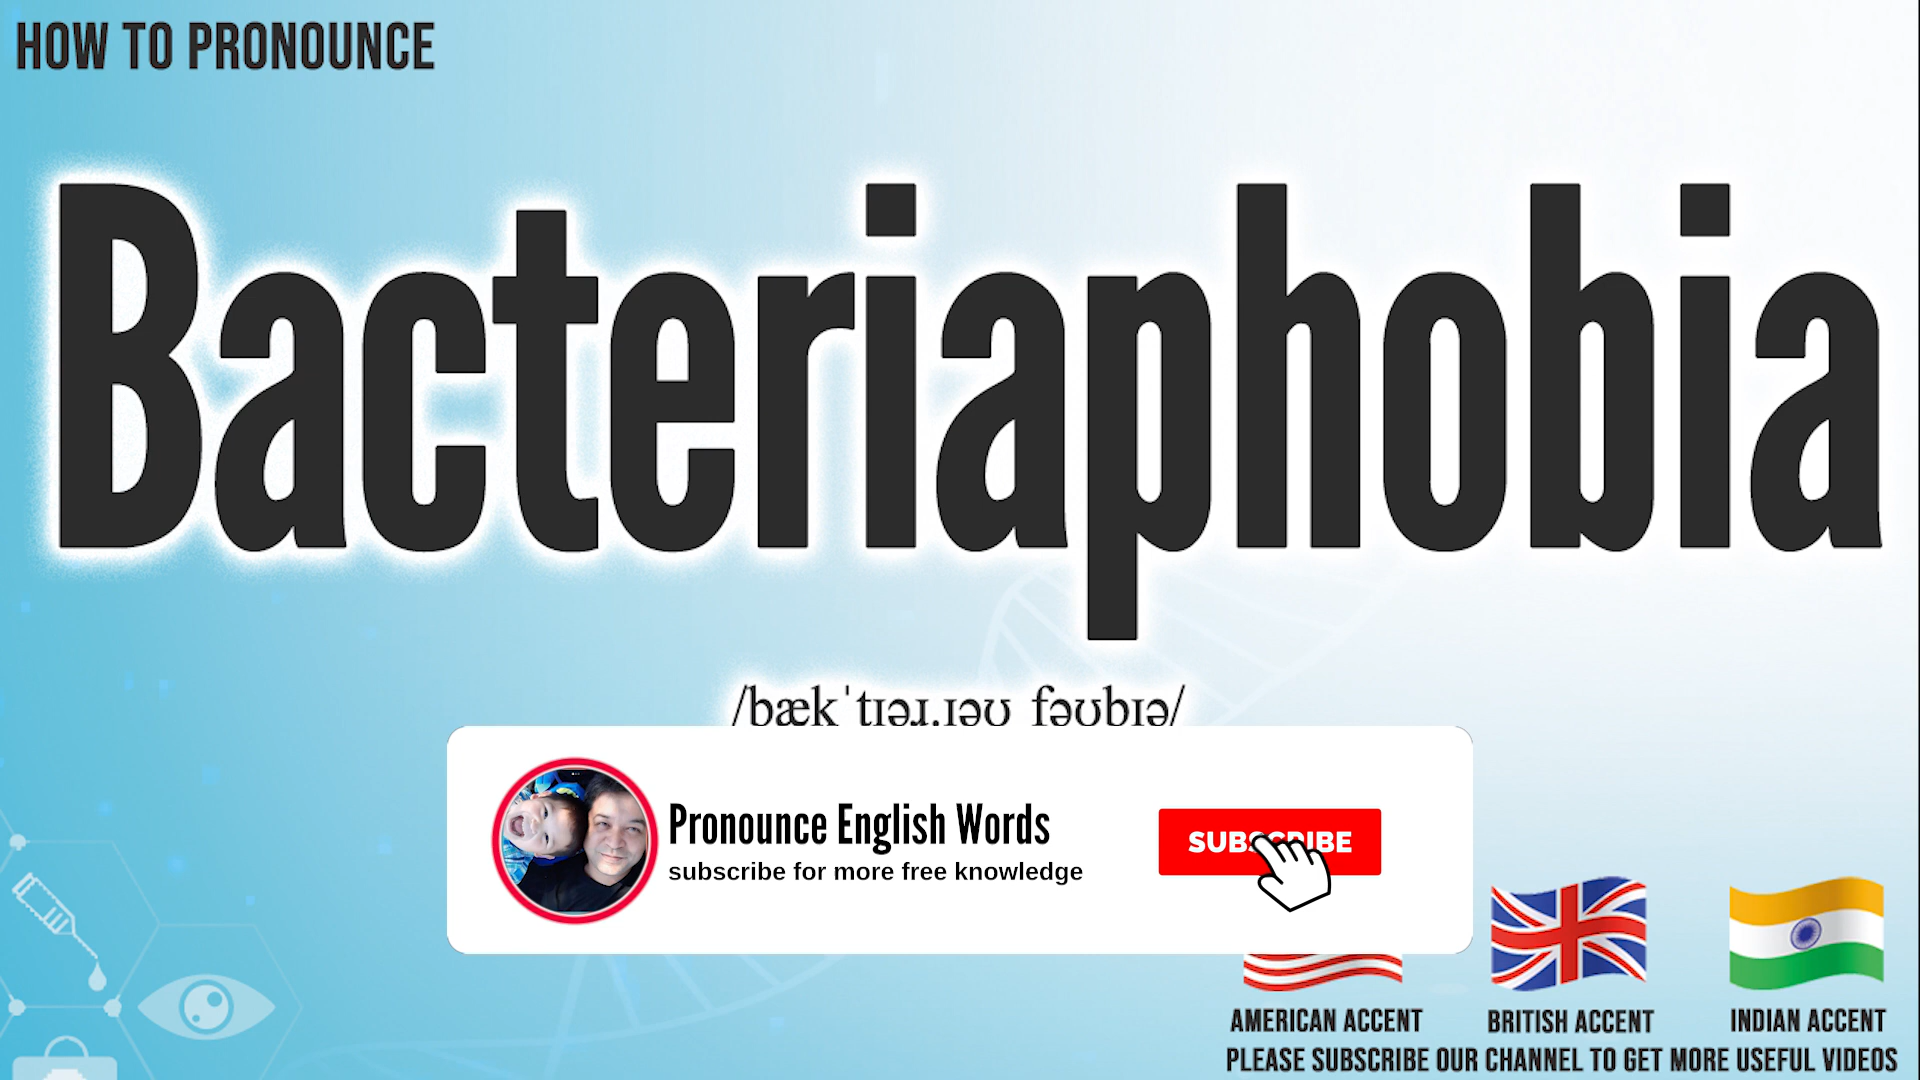 HOW TO PRONOUNCE
Bacteriaphobia
/bækˈtɪəɹ.ɪəʊ fəʊbɪə/
Pronounce English Words
subscribe for more free knowledge
SUBSCRIBE
AMERICAN ACCENT
BRITISH ACCENT
INDIAN ACCENT
PLEASE SUBSCRIBE OUR CHANNEL TO GET MORE USEFUL VIDEOS